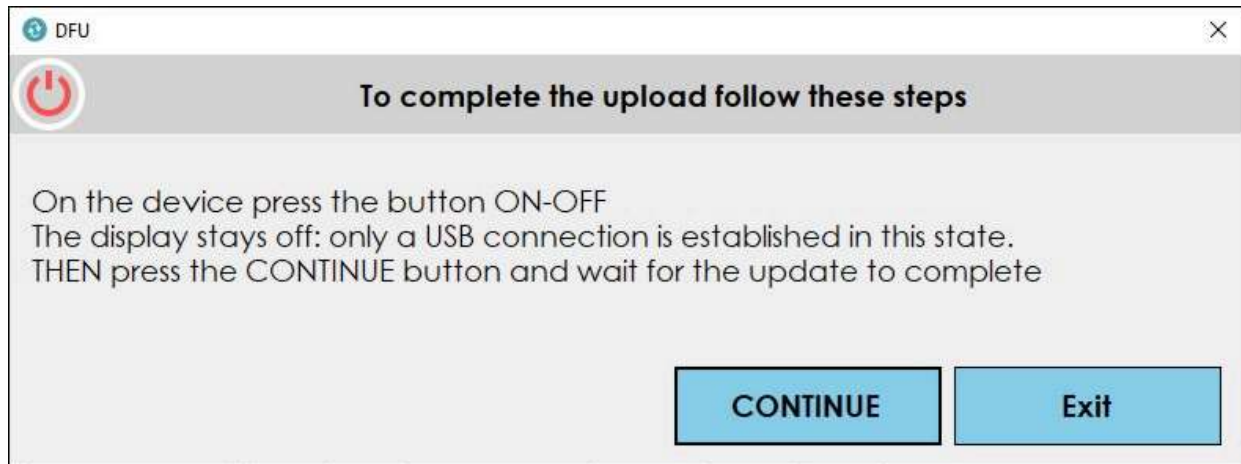 DFU
To complete the upload follow these steps
On the device press the button ON-OFF
The display stays off: only a USB connection is established in this state.
THEN press the CONTINUE button and wait for the update to complete
CONTINUE
Exit